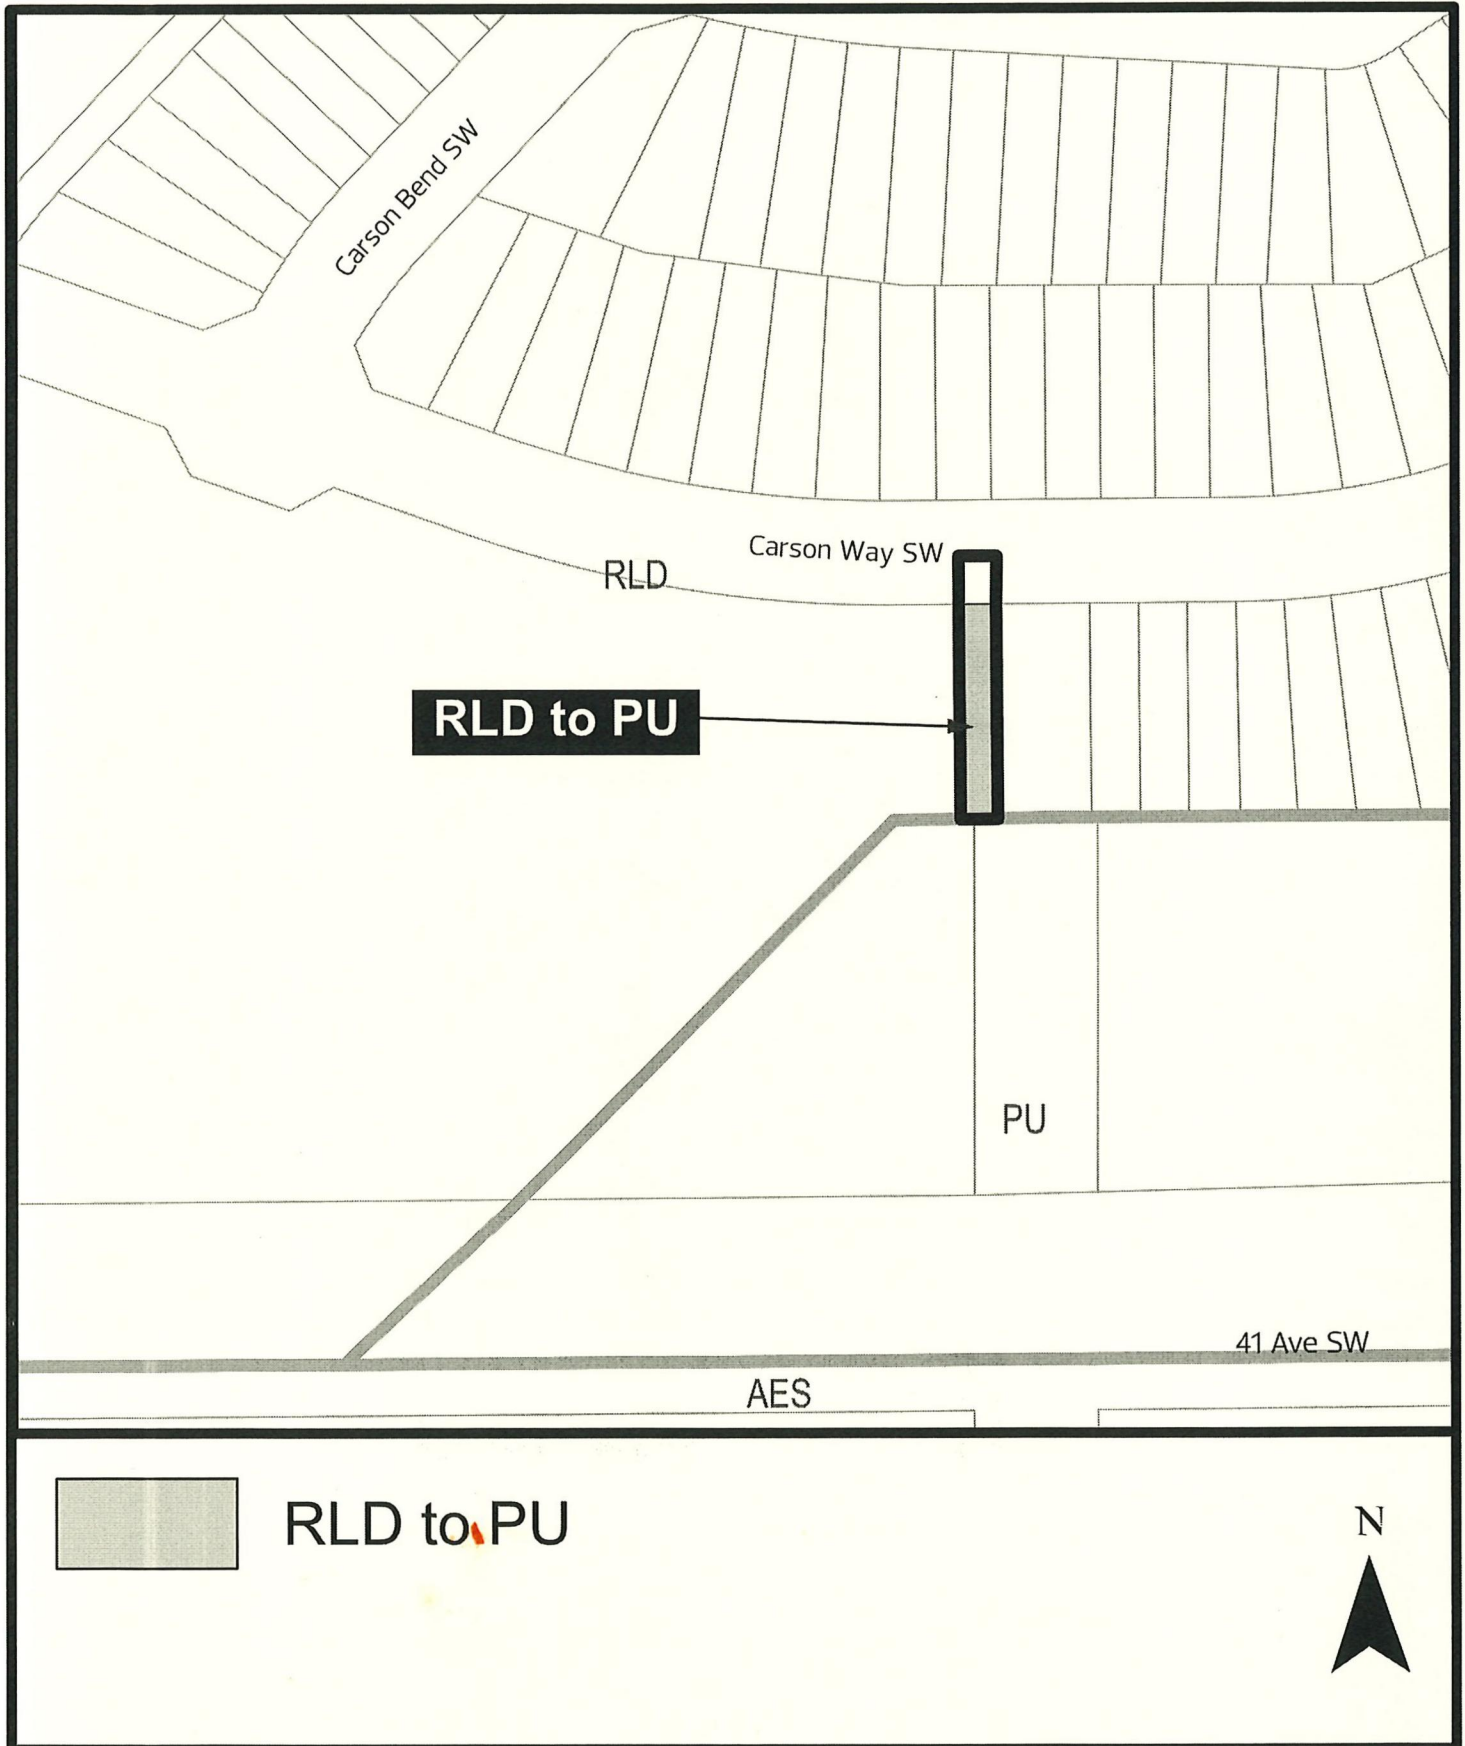 Carson Bend SW
Carson Way SW
RLD
RLD to PU
PU
41 Ave SW
AES
RLD to PU
N